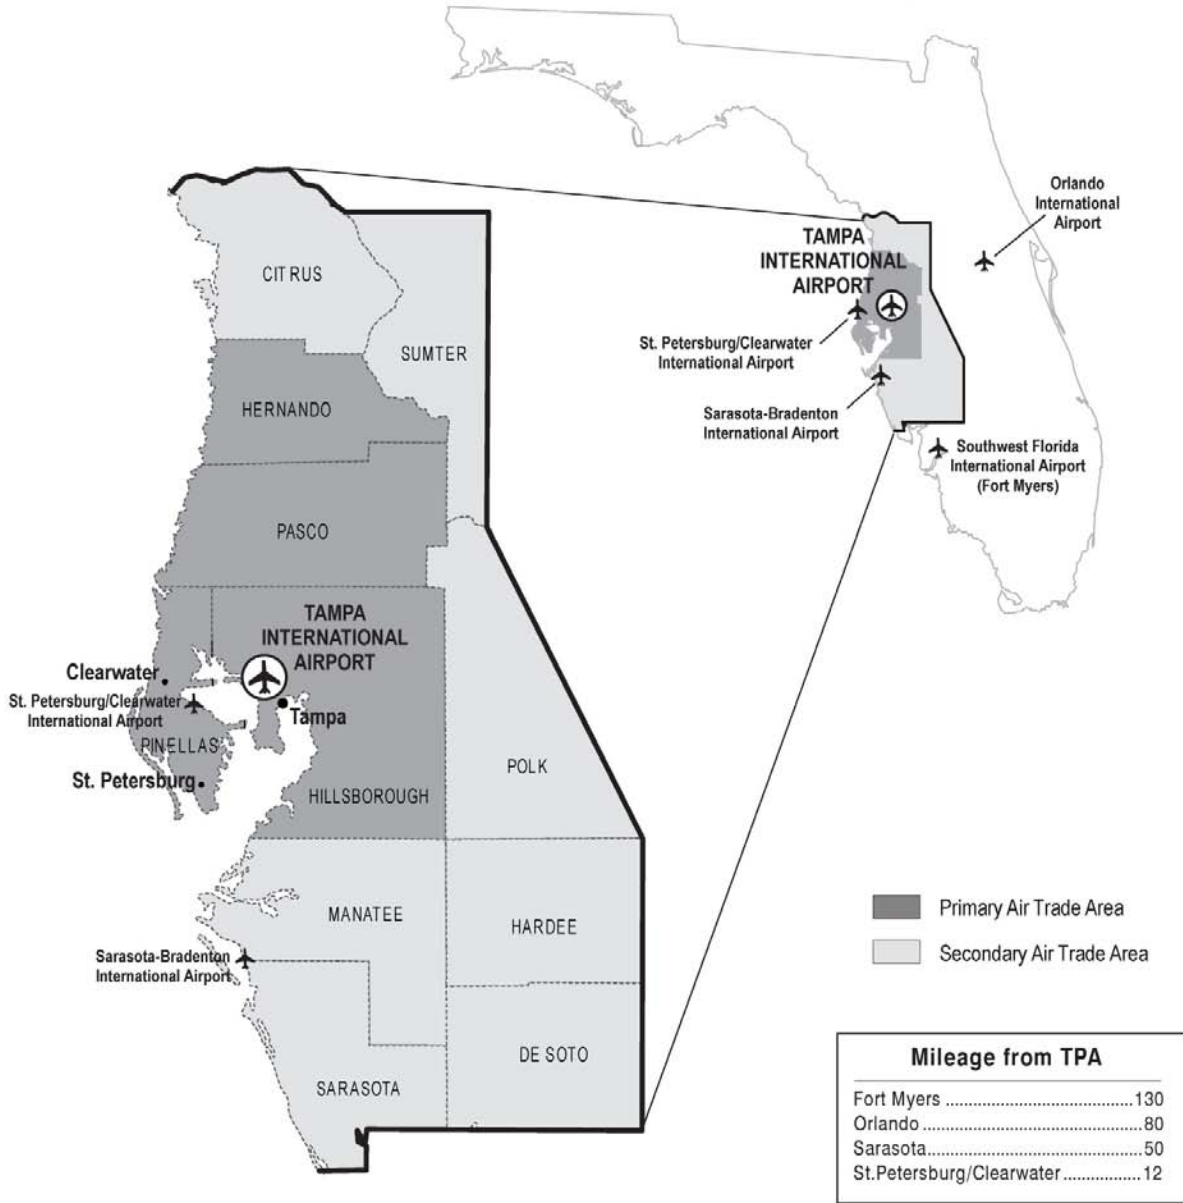 Orlando
International
Airport
TAMPA
INTERNATIONAL
AIRPORT
St. Petersburg/Clearwater
International Airport
Sarasota-Bradenton
International Airport
Southwest Florida
International Airport
(Fort Myers)
CITRUS
SUMTER
HERNANDO
PASCO
TAMPA
INTERNATIONAL
AIRPORT
Clearwater
St. Petersburg/Clearwater
International Airport
Tampa
PINELLAS
St. Petersburg
HILLSBOROUGH
POLK
MANATEE
HARDEE
Sarasota-Bradenton
International Airport
DE SOTO
SARASOTA
Primary Air Trade Area
Secondary Air Trade Area
Mileage from TPA
Fort Myers ..................................130
Orlando ........................................80
Sarasota.......................................50
St.Petersburg/Clearwater ..............12